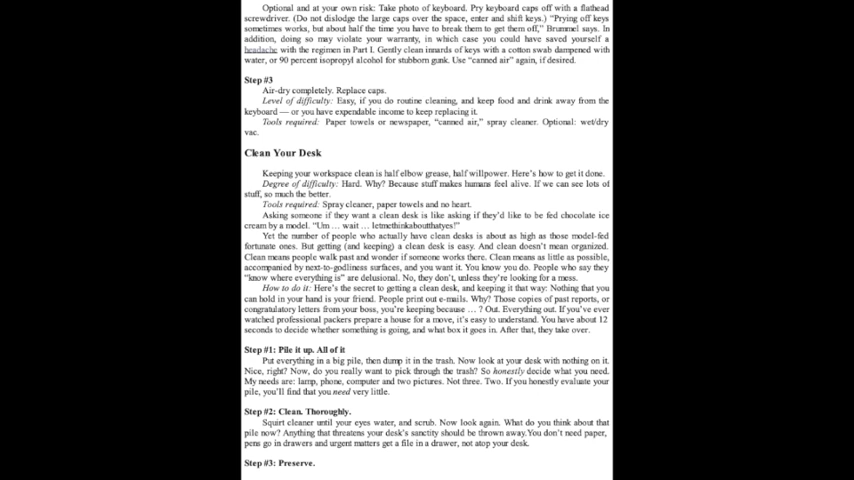 Optional and at your own risk: Take photo of keyboard. Pry keyboard caps off with a flathead
screwdriver. (Do not dislodge the large caps over the space, enter and shift keys.) “Prying off keys
sometimes works, but about half the time you have to break them to get them off,” Brummel says. In
addition, doing so may violate your warranty, in which case you could have saved yourself a
headache with the regimen in Part I. Gently clean innards of keys with a cotton swab dampened with
water, or 90 percent isopropyl alcohol for stubborn gunk. Use “canned air” again, if desired.
Step #3
Air-dry completely. Replace caps.
Level of difficulty: Easy, if you do routine cleaning, and keep food and drink away from the
keyboard — or you have expendable income to keep replacing it.
Tools required: Paper towels or newspaper, “canned air,” spray cleaner. Optional: wet/dry
vac.
Clean Your Desk
Keeping your workspace clean is half elbow grease, half willpower. Here’s how to get it done.
Degree of difficulty: Hard. Why? Because stuff makes humans feel alive. If we can see lots of
stuff, so much the better.
Tools required: Spray cleaner, paper towels and no heart.
Asking someone if they want a clean desk is like asking if they’d like to be fed chocolate ice
cream by a model. “Um … wait … letmethinkaboutthatyes!”
Yet the number of people who actually have clean desks is about as high as those model-fed
fortunate ones. But getting (and keeping) a clean desk is easy. And clean doesn’t mean organized.
Clean means people walk past and wonder if someone works there. Clean means as little as possible,
accompanied by next-to-godliness surfaces, and you want it. You know you do. People who say they
“know where everything is” are delusional. No, they don’t, unless they’re looking for a mess.
How to do it: Here’s the secret to getting a clean desk, and keeping it that way: Nothing that you
can hold in your hand is your friend. People print out e-mails. Why? Those copies of past reports, or
congratulatory letters from your boss, you’re keeping because … ? Out. Everything out. If you’ve ever
watched professional packers prepare a house for a move, it’s easy to understand. You have about 12
seconds to decide whether something is going, and what box it goes in. After that, they take over.
Step #1: Pile it up. All of it
Put everything in a big pile, then dump it in the trash. Now look at your desk with nothing on it.
Nice, right? Now, do you really want to pick through the trash? So honestly decide what you need.
My needs are: lamp, phone, computer and two pictures. Not three. Two. If you honestly evaluate your
pile, you’ll find that you need very little.
Step #2: Clean. Thoroughly.
Squirt cleaner until your eyes water, and scrub. Now look again. What do you think about that
pile now? Anything that threatens your desk’s sanctity should be thrown away.You don’t need paper,
pens go in drawers and urgent matters get a file in a drawer, not atop your desk.
Step #3: Preserve.